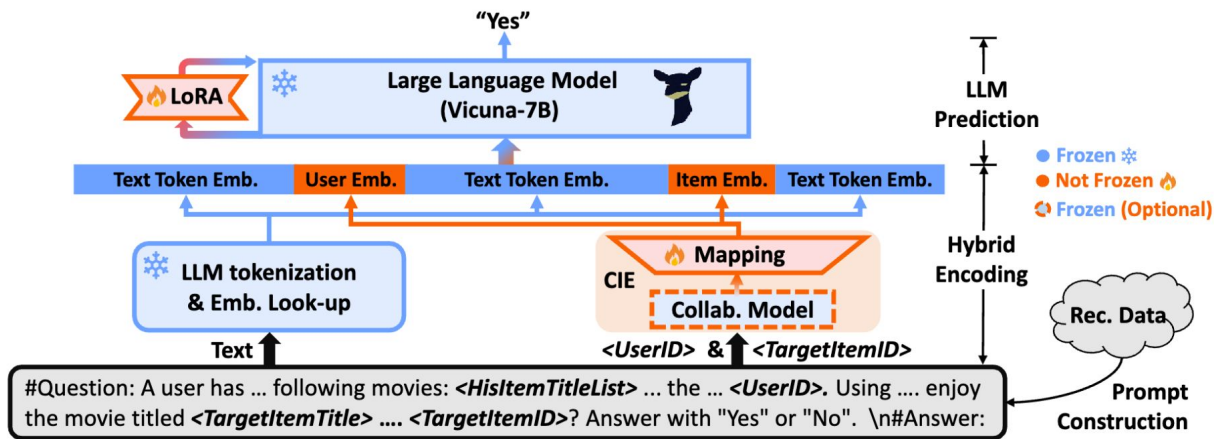 “Yes”
LoRA
Large Language Model
(Vicuna-7B)
LLM
Prediction
Text Token Emb.
User Emb.
Text Token Emb.
Item Emb.
Text Token Emb.
Frozen
Not Frozen
Frozen (Optional)
LLM tokenization
& Emb. Look-up
CIE
Mapping
Collab. Model
Hybrid
Encoding
Rec. Data
Text
<UserID> & <TargetItemID>
#Question: A user has ... following movies: <HisItemTitleList> ... the ... <UserID>. Using .... enjoy
the movie titled <TargetItemTitle> .... <TargetItemID>? Answer with "Yes" or "No". \n#Answer:
Prompt
Construction